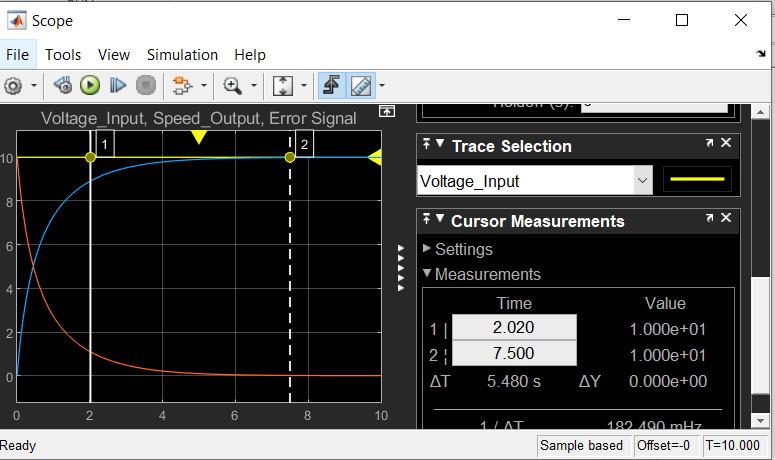 Scope
File Tools View Simulation Help
Voltage_Input, Speed_Output, Error Signal
1
2
10
8
6
4
2
0
0 2 4 6 8 10
Trace Selection
Voltage_Input
Cursor Measurements
Settings
Measurements
Time Value
1 | 2.020 1.000e+01
2 ¦ 7.500 1.000e+01
ΔT 5.480 s ΔY 0.000e+00
1 / ΔT 182.490 mHz
Ready Sample based Offset=-0 T=10.000